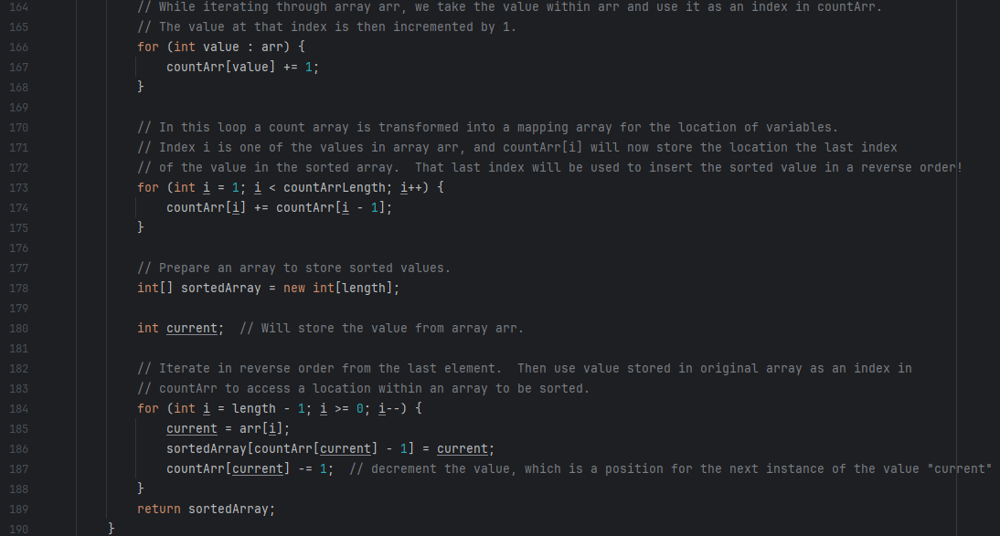 164 // While iterating through array arr, we take the value within arr and use it as an index in countArr.
165 // The value at that index is then incremented by 1.
166 for (int value : arr) {
167 countArr[value] += 1;
168 }
169
170 // In this loop a count array is transformed into a mapping array for the location of variables.
171 // Index i is one of the values in array arr, and countArr[i] will now store the location the last index
172 // of the value in the sorted array.  That last index will be used to insert the sorted value in a reverse order!
173 for (int i = 1; i < countArrLength; i++) {
174 countArr[i] += countArr[i - 1];
175 }
176
177 // Prepare an array to store sorted values.
178 int[] sortedArray = new int[length];
179
180 int current;  // Will store the value from array arr.
181
182 // Iterate in reverse order from the last element.  Then use value stored in original array as an index in
183 // countArr to access a location within an array to be sorted.
184 for (int i = length - 1; i >= 0; i--) {
185 current = arr[i];
186 sortedArray[countArr[current] - 1] = current;
187 countArr[current] -= 1;  // decrement the value, which is a position for the next instance of the value "current"
188 }
189 return sortedArray;
190 }